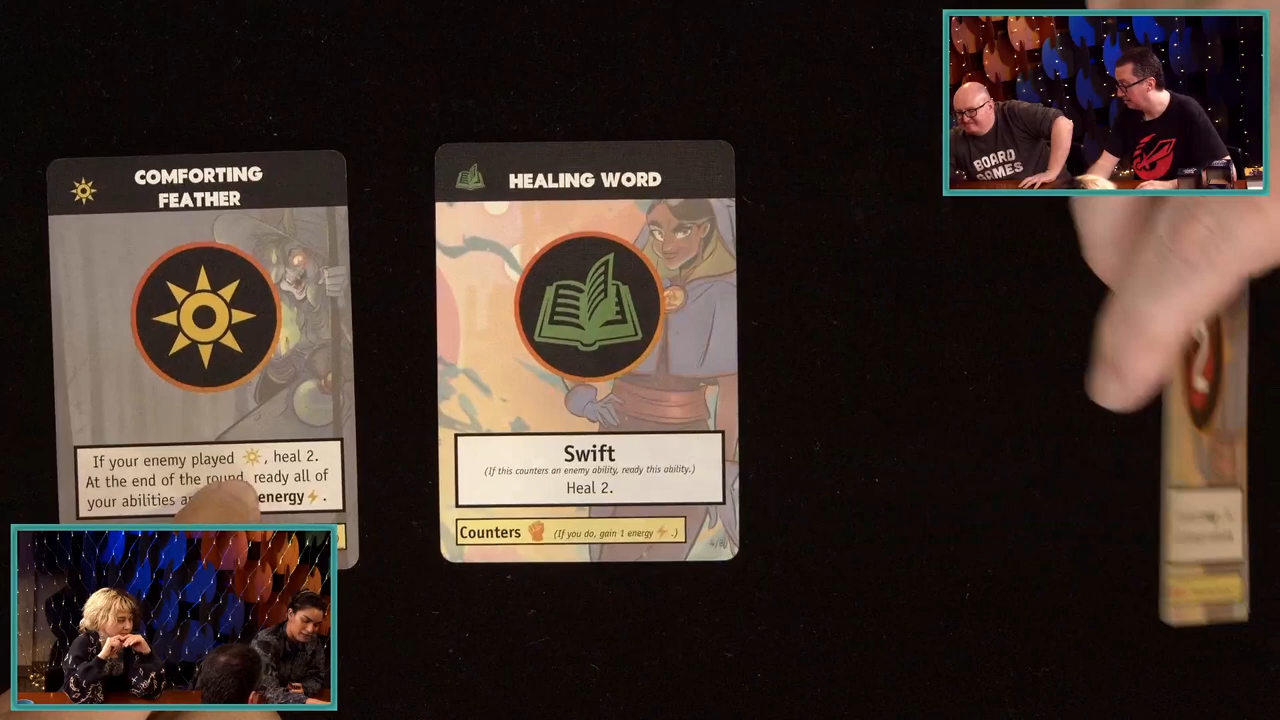 COMFORTING
FEATHER
If your enemy played , heal 2.
At the end of the round, ready all of
your abilities energy .
HEALING WORD
Swift
(If this counters an enemy ability, ready this ability.)
Heal 2.
Counters (If you do, gain 1 energy .)
BOARD
GAMES